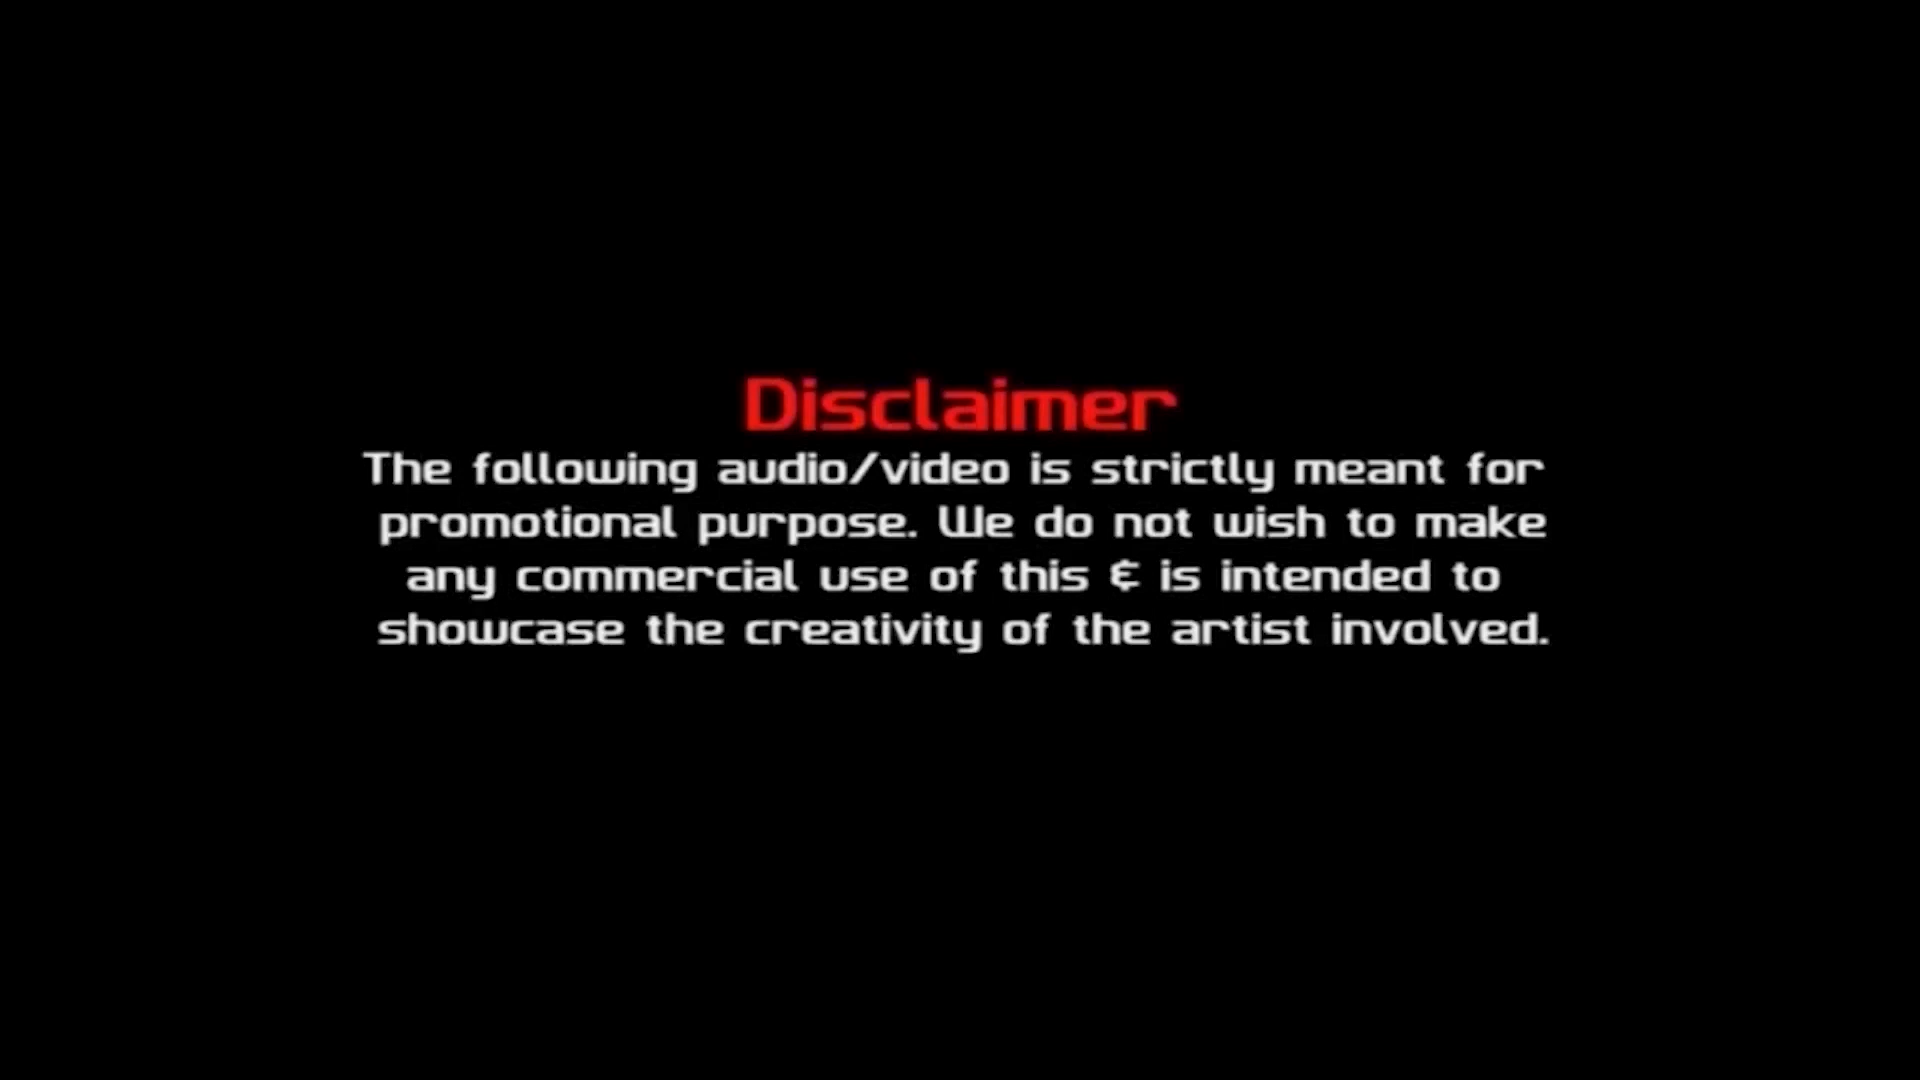 Disclaimer
The following audio/video is strictly meant for
promotional purpose. We do not wish to make
any commercial use of this & is intended to
showcase the creativity of the artist involved.